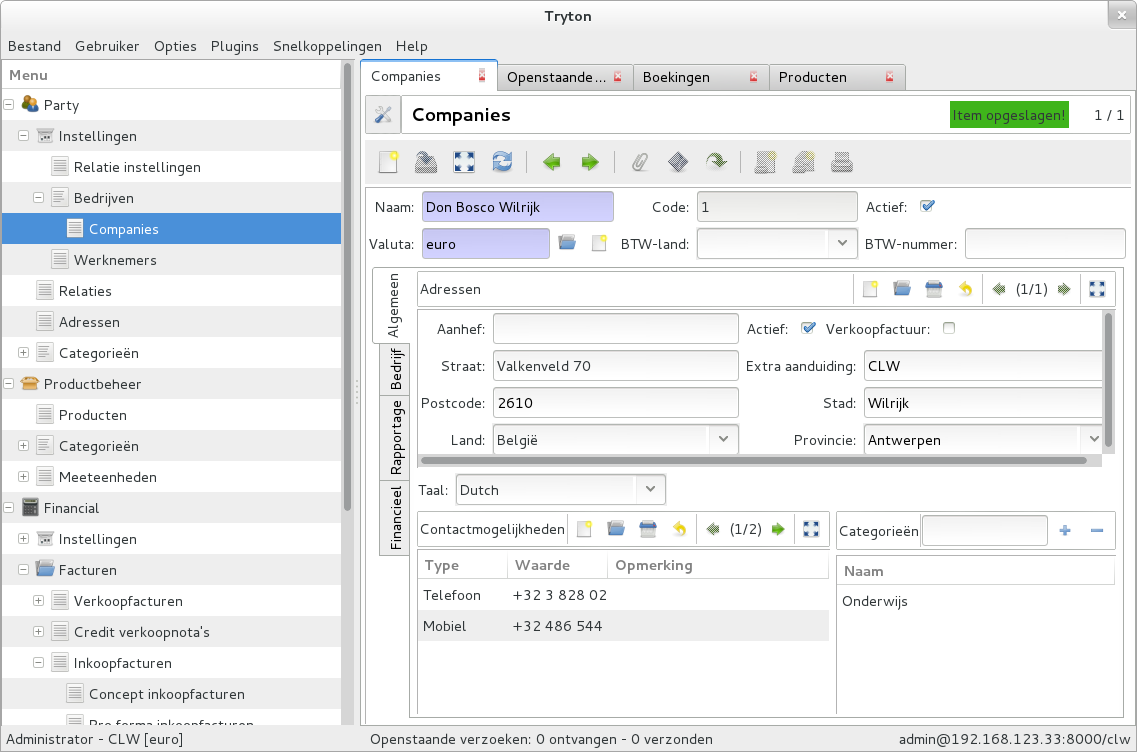 Tryton
Bestand Gebruiker Opties Plugins Snelkoppelingen Help
Menu
Party
Instellingen
Relatie instellingen
Bedrijven
Companies
Werknemers
Relaties
Adressen
Categorieën
Productbeheer
Producten
Categorieën
Meeteenheden
Financial
Instellingen
Facturen
Verkoopfacturen
Credit verkoopnota's
Inkoopfacturen
Concept inkoopfacturen
Pro forma inkoopfacturen
Companies Openstaande... Boekingen Producten
Companies Item opgeslagen! 1 / 1
Naam: Don Bosco Wilrijk Code: 1 Actief:
Valuta: euro BTW-land: BTW-nummer:
Algemeen
Bedrijf
Rapportage
Financieel
Adressen (1/1)
Aanhef: Actief: Verkoopfactuur:
Straat: Valkenveld 70 Extra aanduiding: CLW
Postcode: 2610 Stad: Wilrijk
Land: België Provincie: Antwerpen
Taal: Dutch
Contactmogelijkheden (1/2)
Type Waarde Opmerking
Telefoon +32 3 828 02
Mobiel +32 486 544
Categorieën
Naam
Onderwijs
Administrator - CLW [euro] Openstaande verzoeken: 0 ontvangen - 0 verzonden admin@192.168.123.33:8000/clw